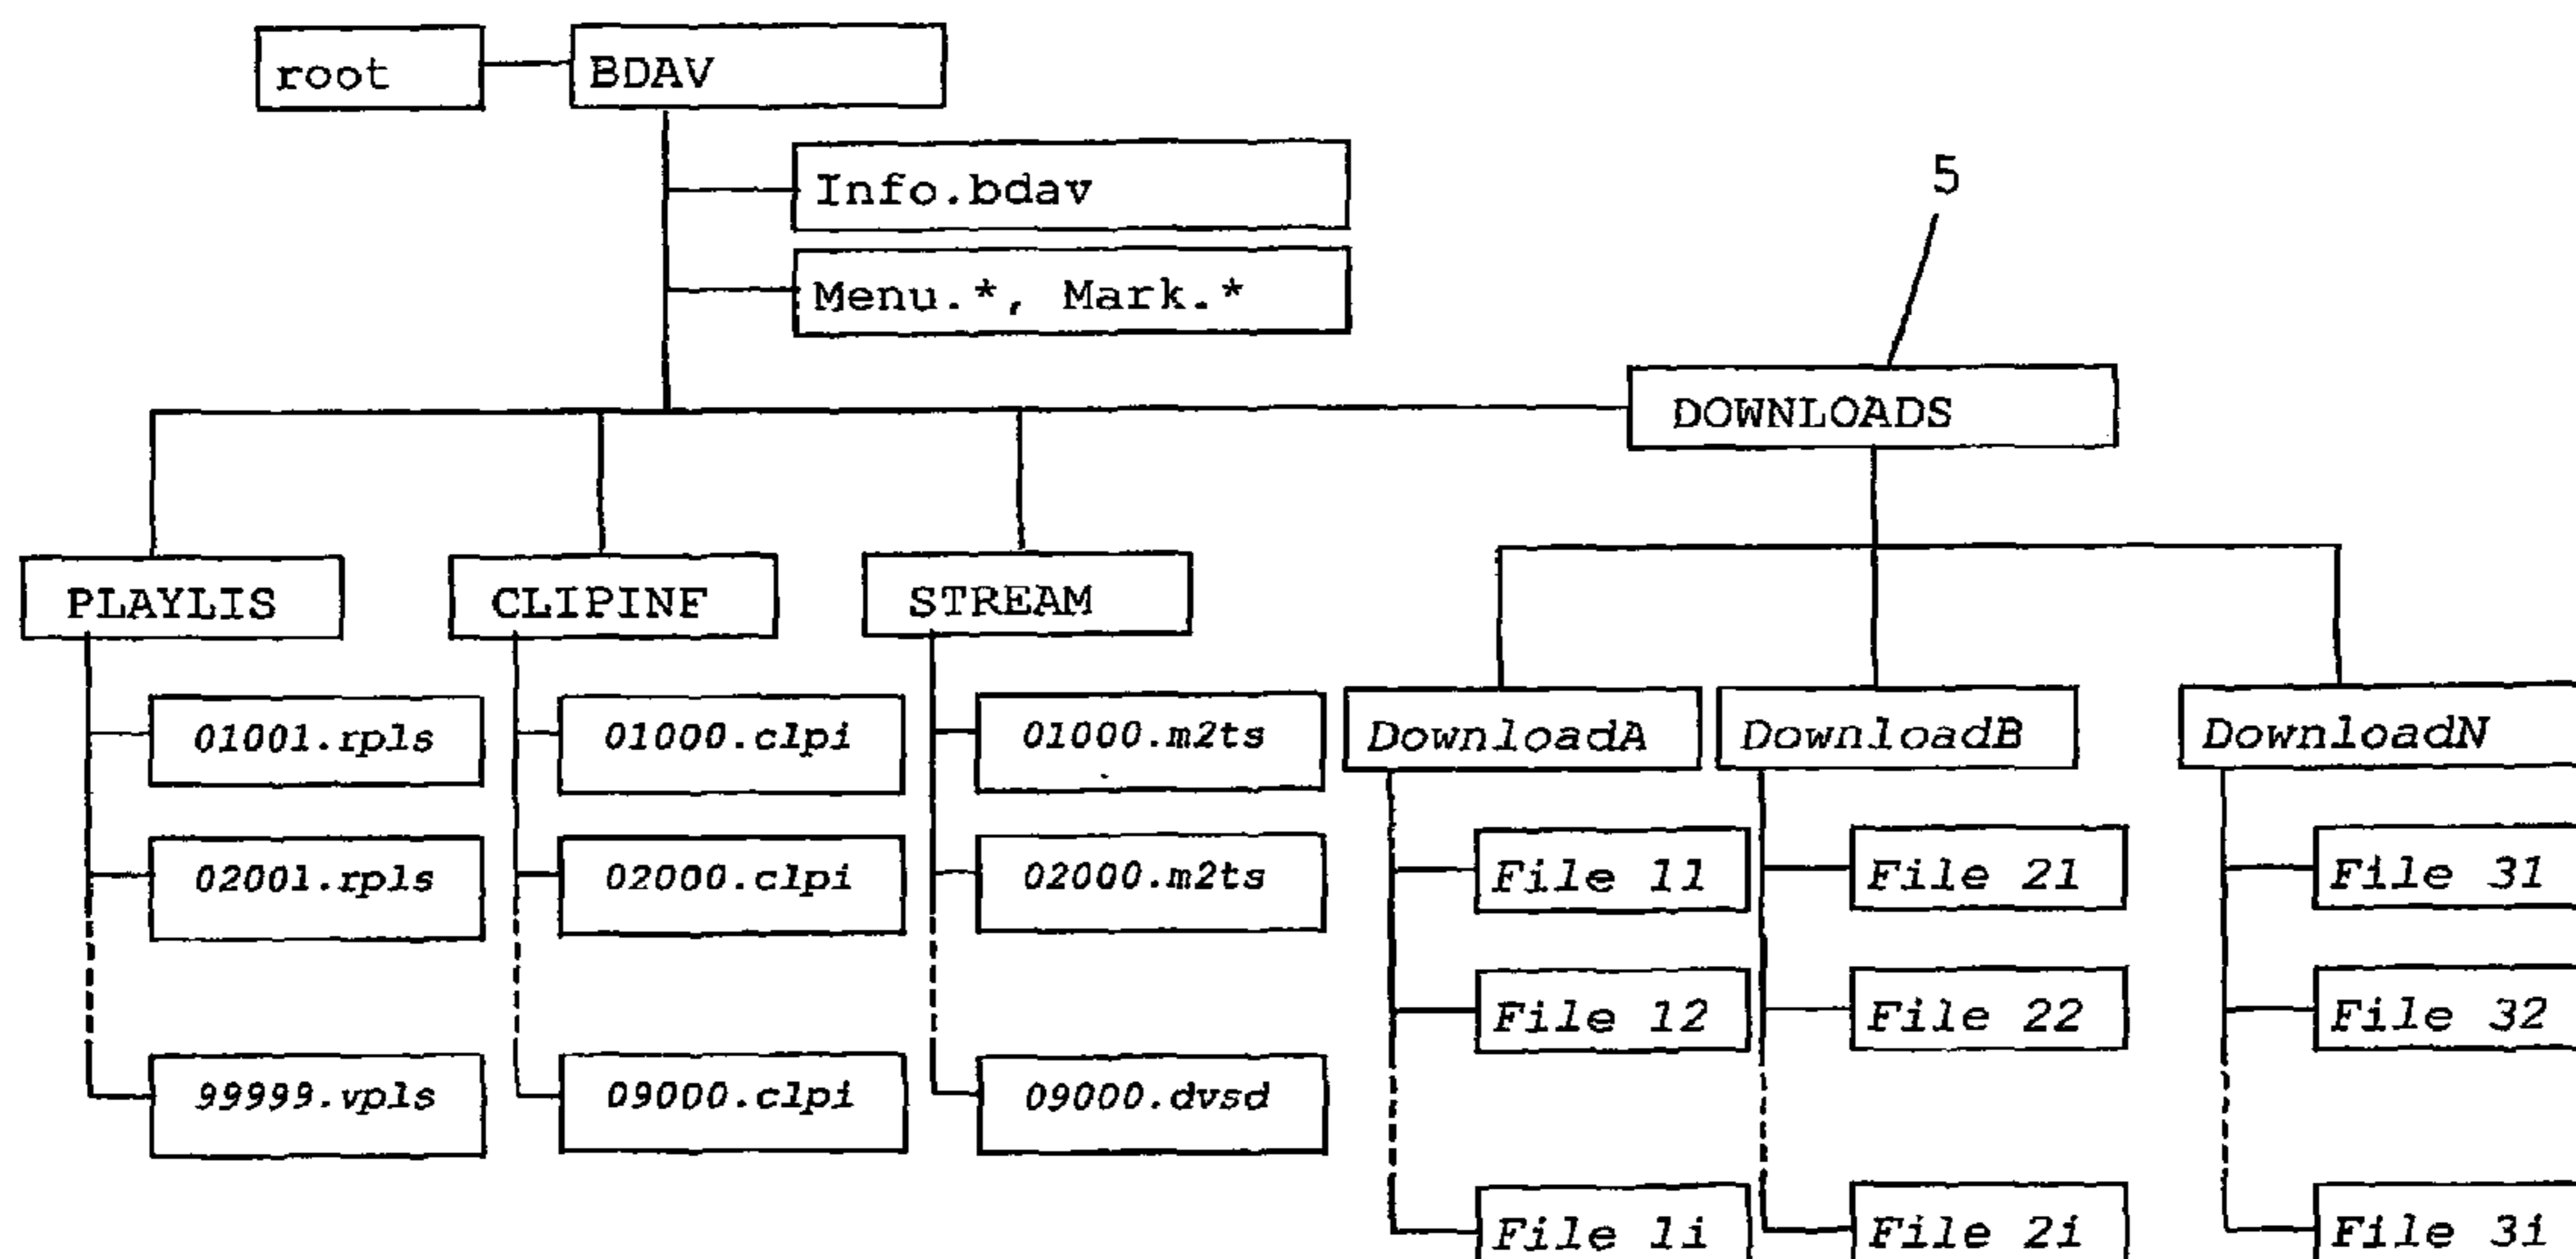 root
BDAV
Info.bdav
Menu.*, Mark.*
5
DOWNLOADS
PLAYLIS
CLIPINF
STREAM
01001.rpls
01000.clpi
01000.m2ts
02001.rpls
02000.clpi
02000.m2ts
99999.vpls
09000.clpi
09000.dvsd
DownloadA
DownloadB
DownloadN
File 11
File 21
File 31
File 12
File 22
File 32
File 1i
File 2i
File 3i